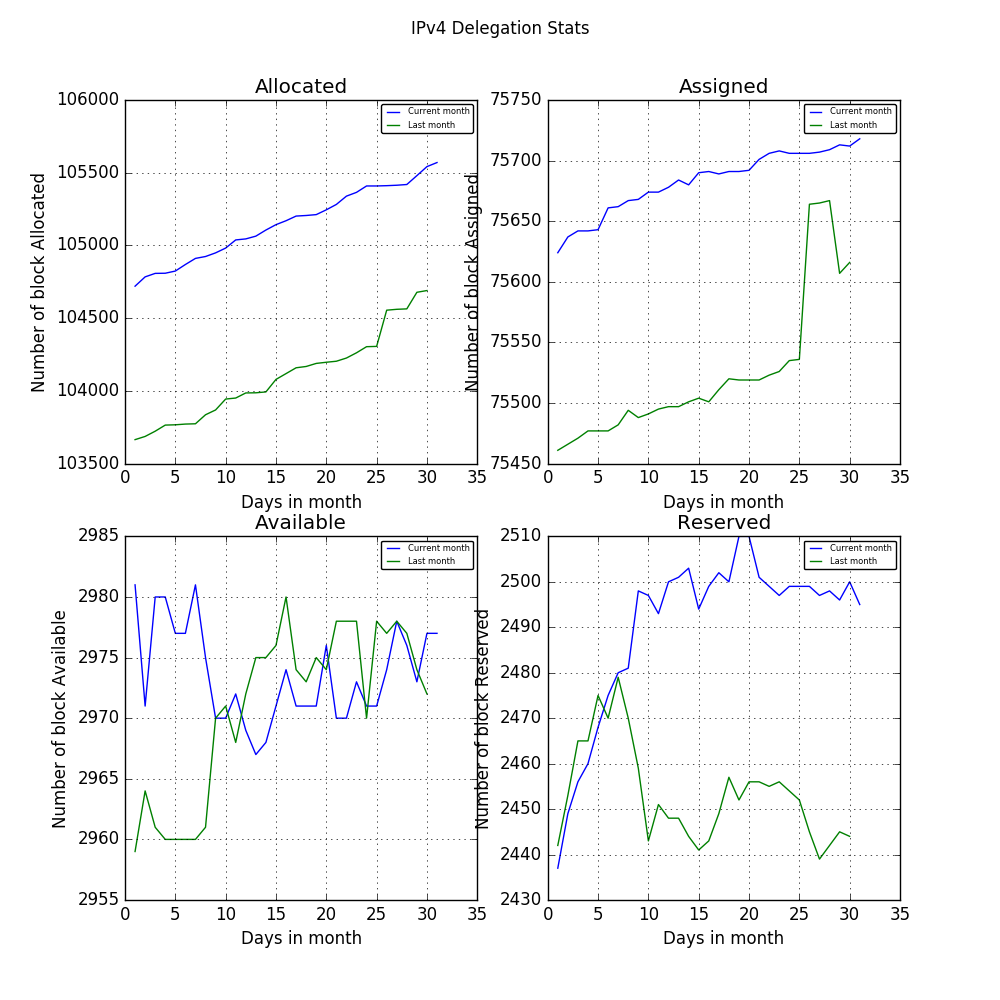 IPv4 Delegation Stats
Allocated
106000
105500
105000
104500
104000
103500
Number of block Allocated
Current month
Last month
0 5 10 15 20 25 30 35
Days in month
Assigned
75750
75700
75650
75600
75550
75500
75450
Number of block Assigned
Current month
Last month
0 5 10 15 20 25 30 35
Days in month
Available
2985
2980
2975
2970
2965
2960
2955
Number of block Available
Current month
Last month
0 5 10 15 20 25 30 35
Days in month
Reserved
2510
2500
2490
2480
2470
2460
2450
2440
2430
Number of block Reserved
Current month
Last month
0 5 10 15 20 25 30 35
Days in month